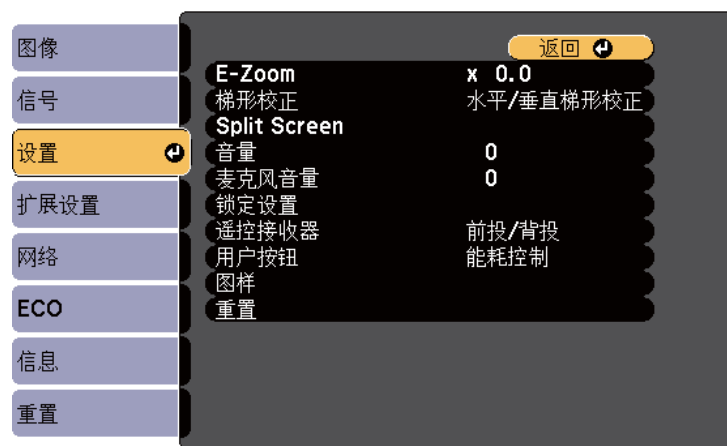 图像
信号
设置
扩展设置
网络
ECO
信息
重置
返回
E-Zoom x 0.0
梯形校正 水平/垂直梯形校正
Split Screen
音量 0
麦克风音量 0
锁定设置
遥控接收器 前投/背投
用户按钮 能耗控制
图样
重置